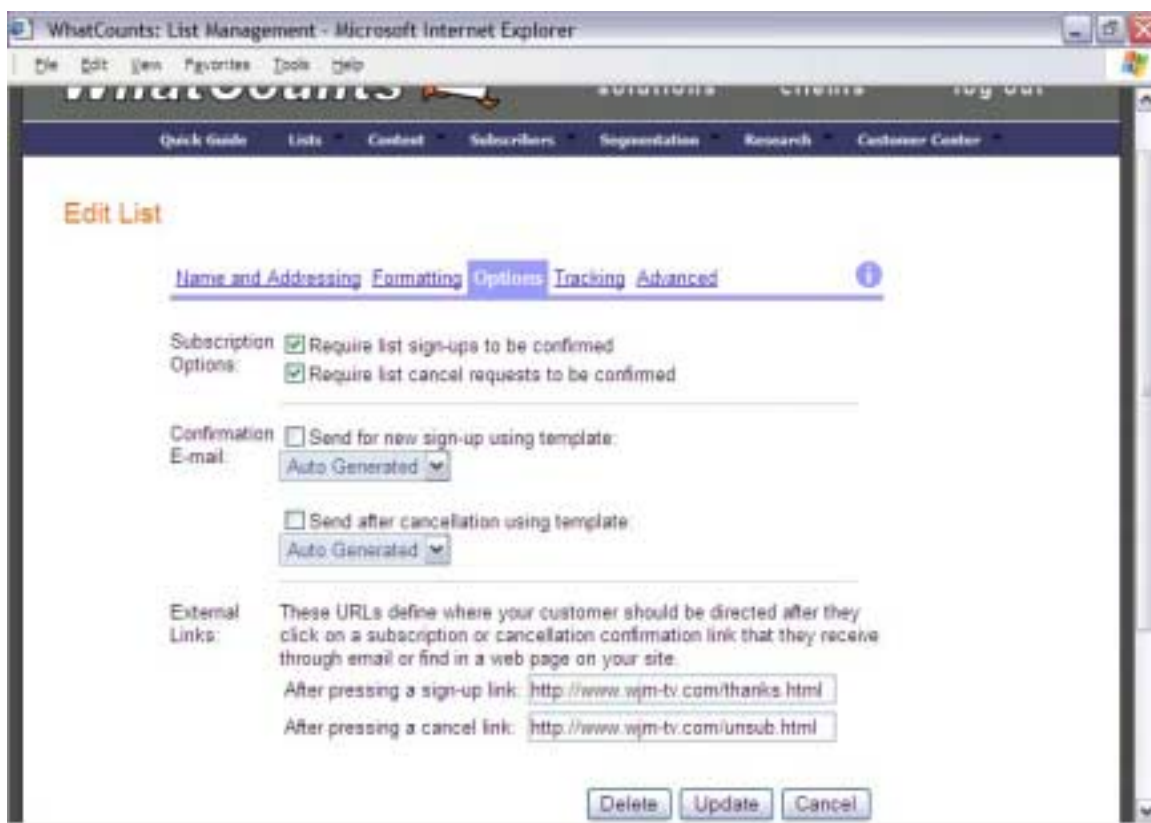 WhatCounts: List Management - Microsoft Internet Explorer
File Edit View Favorites Tools Help
WhatCounts solutions clients log out
Quick Guide Lists Content Subscribers Segmentation Research Customer Center
Edit List
Name and Addressing Formatting Options Tracking Advanced i
Subscription Options:
Require list sign-ups to be confirmed
Require list cancel requests to be confirmed
Confirmation E-mail:
Send for new sign-up using template:
Auto Generated
Send after cancellation using template:
Auto Generated
External Links:
These URLs define where your customer should be directed after they
click on a subscription or cancellation confirmation link that they receive
through email or find in a web page on your site.
After pressing a sign-up link: http://www.wjm-tv.com/thanks.html
After pressing a cancel link: http://www.wjm-tv.com/unsub.html
Delete Update Cancel